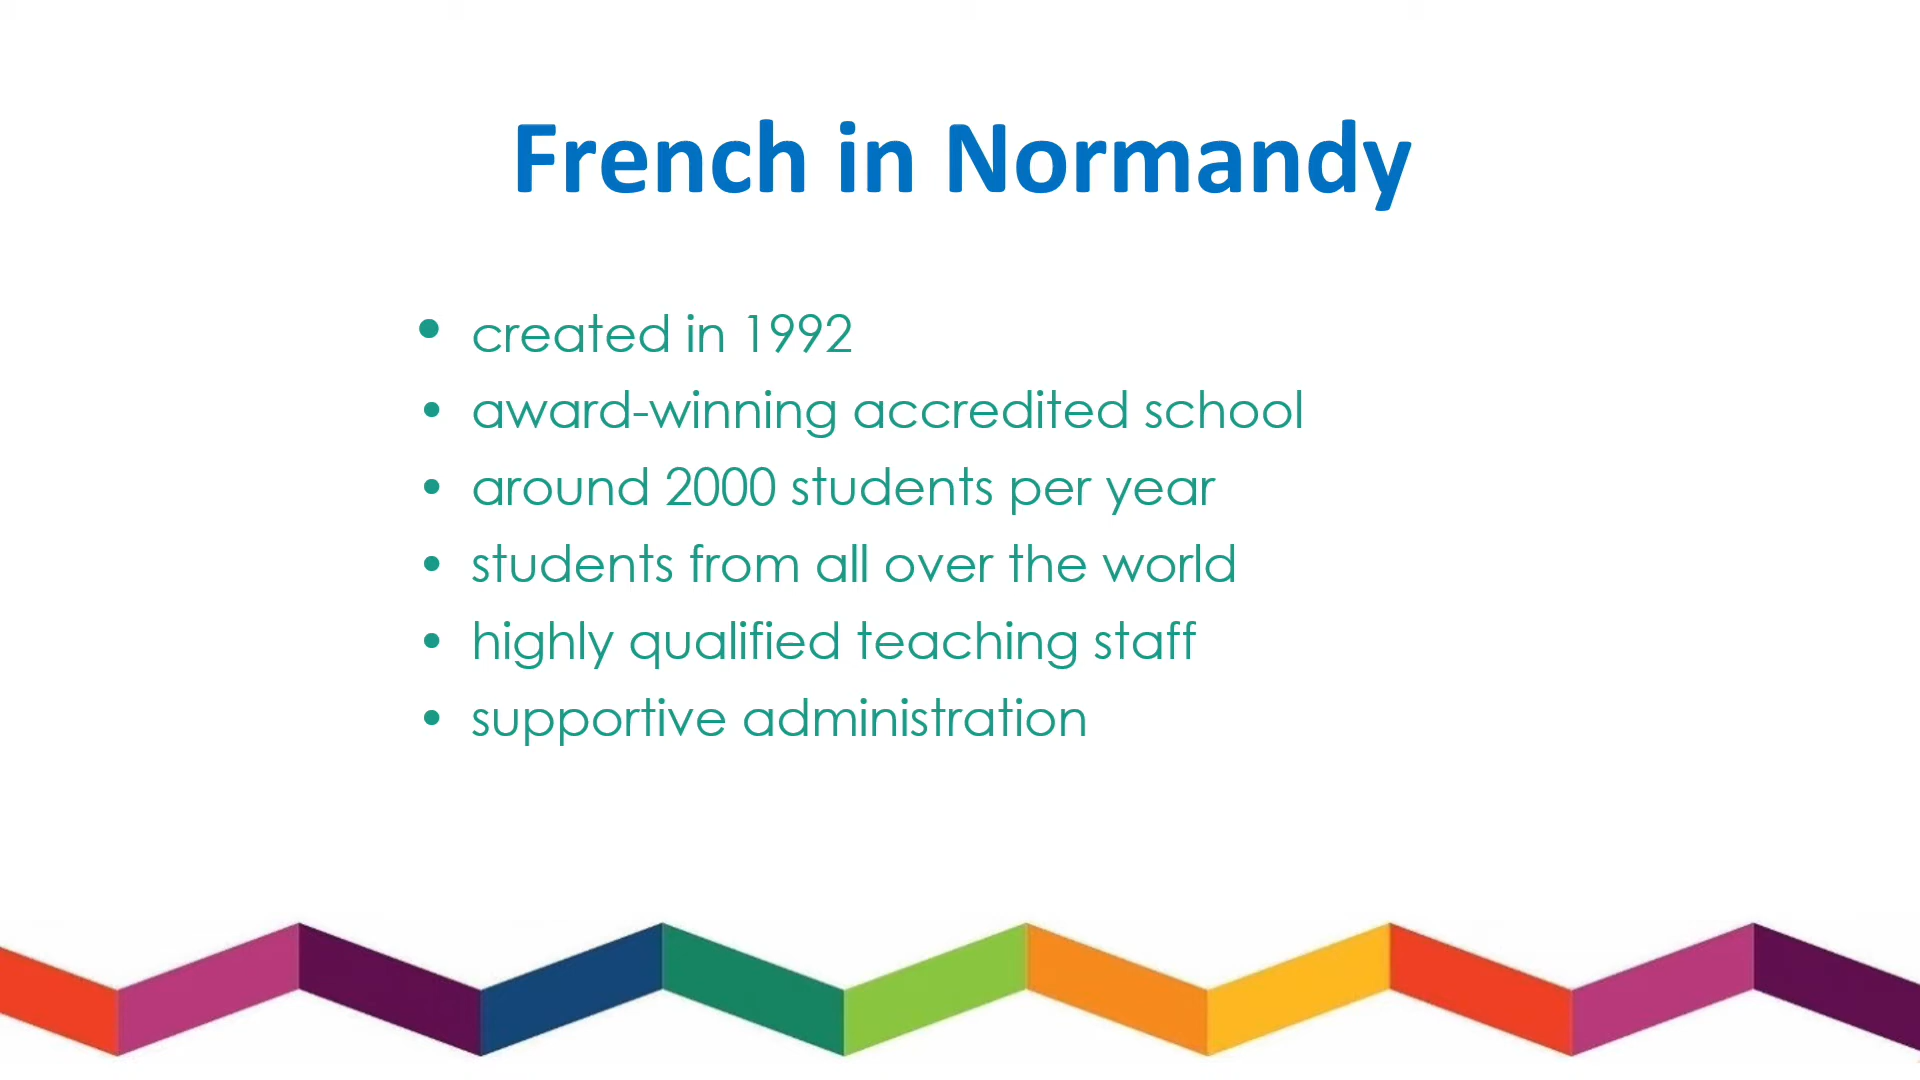 French in Normandy
• created in 1992
• award-winning accredited school
• around 2000 students per year
• students from all over the world
• highly qualified teaching staff
• supportive administration